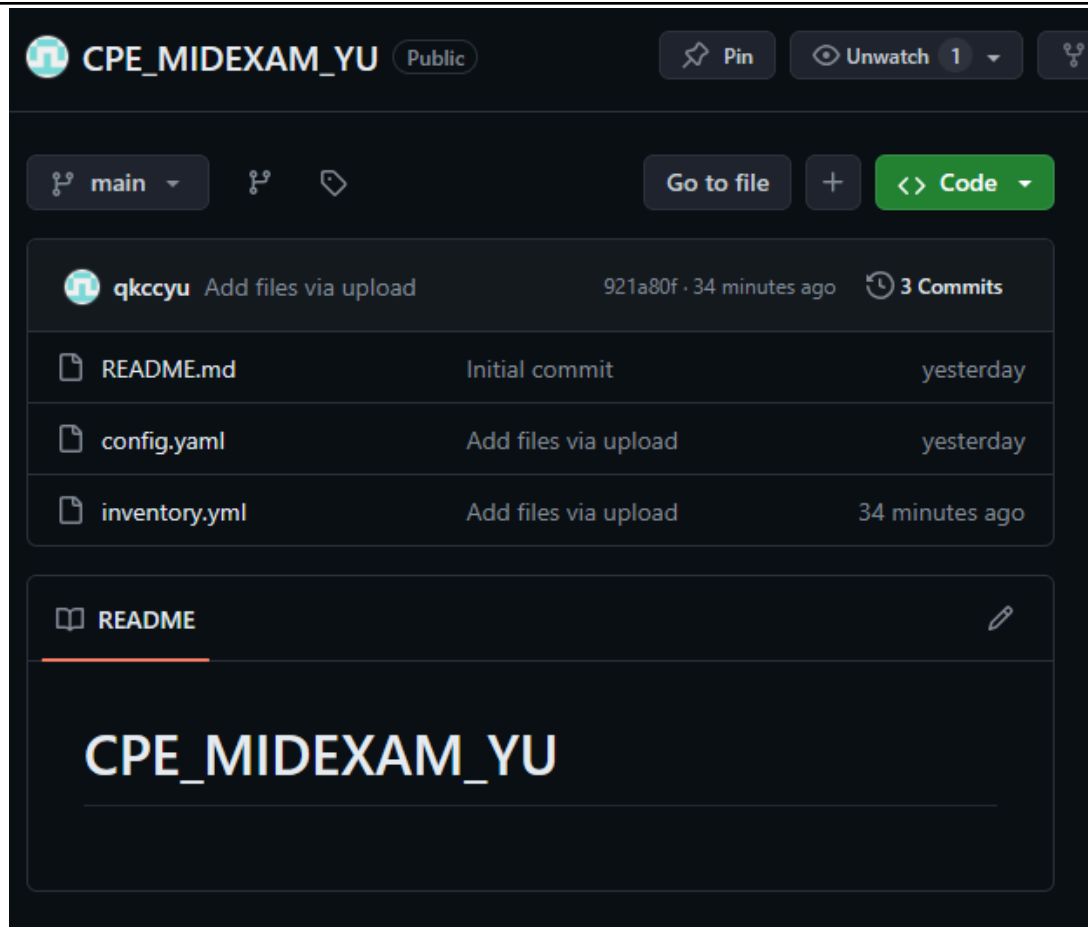 CPE_MIDEXAM_YU Public Pin Unwatch 1
main Go to file Code
qkccyu Add files via upload 921a80f · 34 minutes ago 3 Commits
README.md Initial commit yesterday
config.yaml Add files via upload yesterday
inventory.yml Add files via upload 34 minutes ago
README
CPE_MIDEXAM_YU